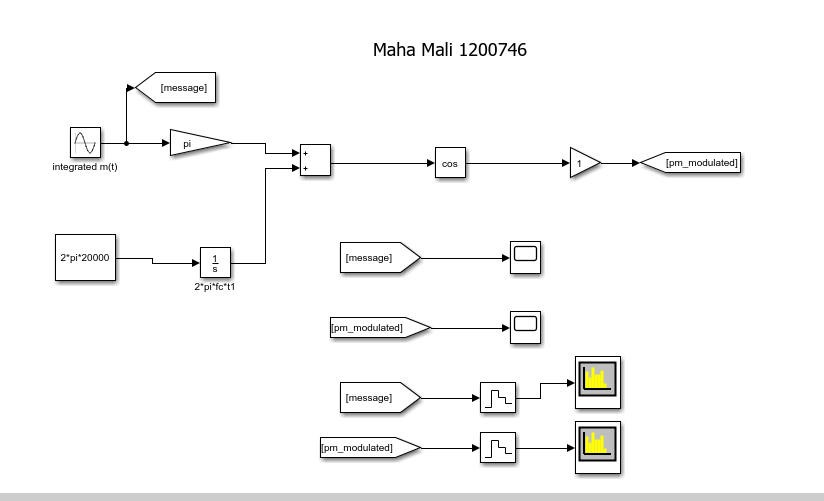 Maha Mali 1200746
[message]
integrated m(t)
pi
+
+
cos
1
[pm_modulated]
2*pi*20000
1
s
2*pi*fc*t1
[message]
[pm_modulated]
[message]
[pm_modulated]